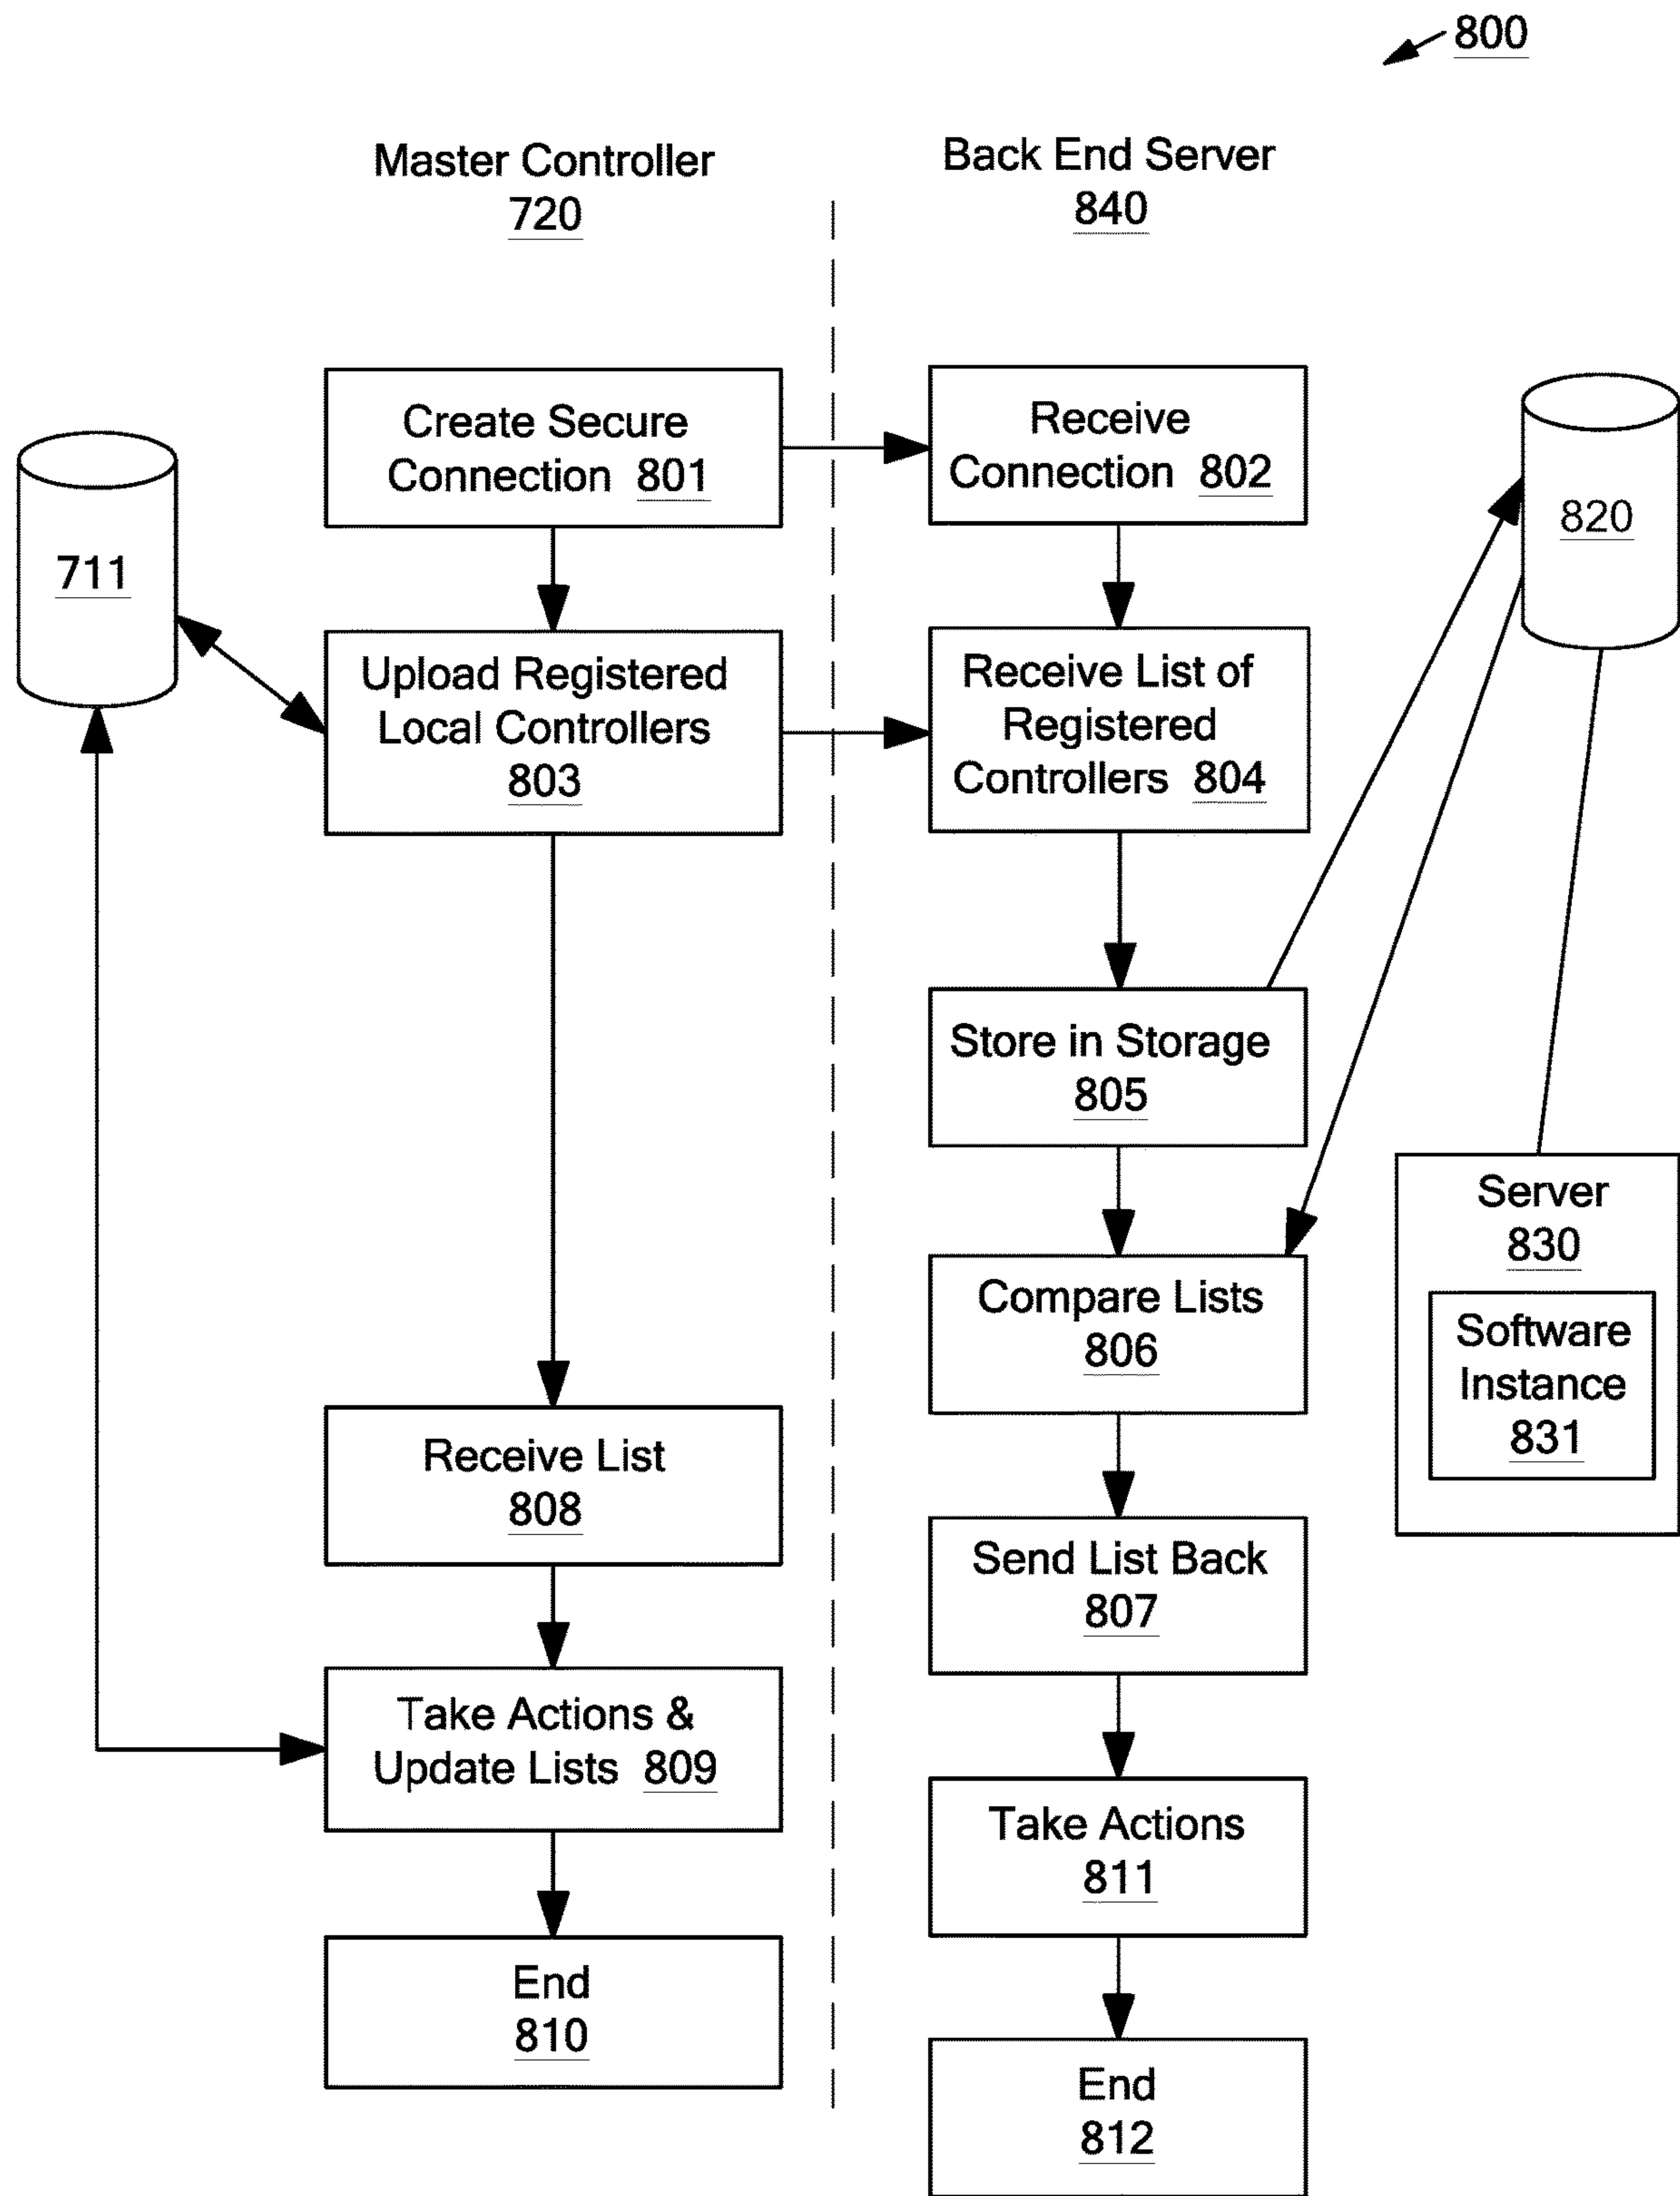 800
Master Controller
720
Back End Server
840
Create Secure
Connection 801
Receive
Connection 802
711
820
Upload Registered
Local Controllers
803
Receive List of
Registered
Controllers 804
Store in Storage
805
Server
830
Software
Instance
831
Compare Lists
806
Receive List
808
Send List Back
807
Take Actions &
Update Lists 809
Take Actions
811
End
810
End
812